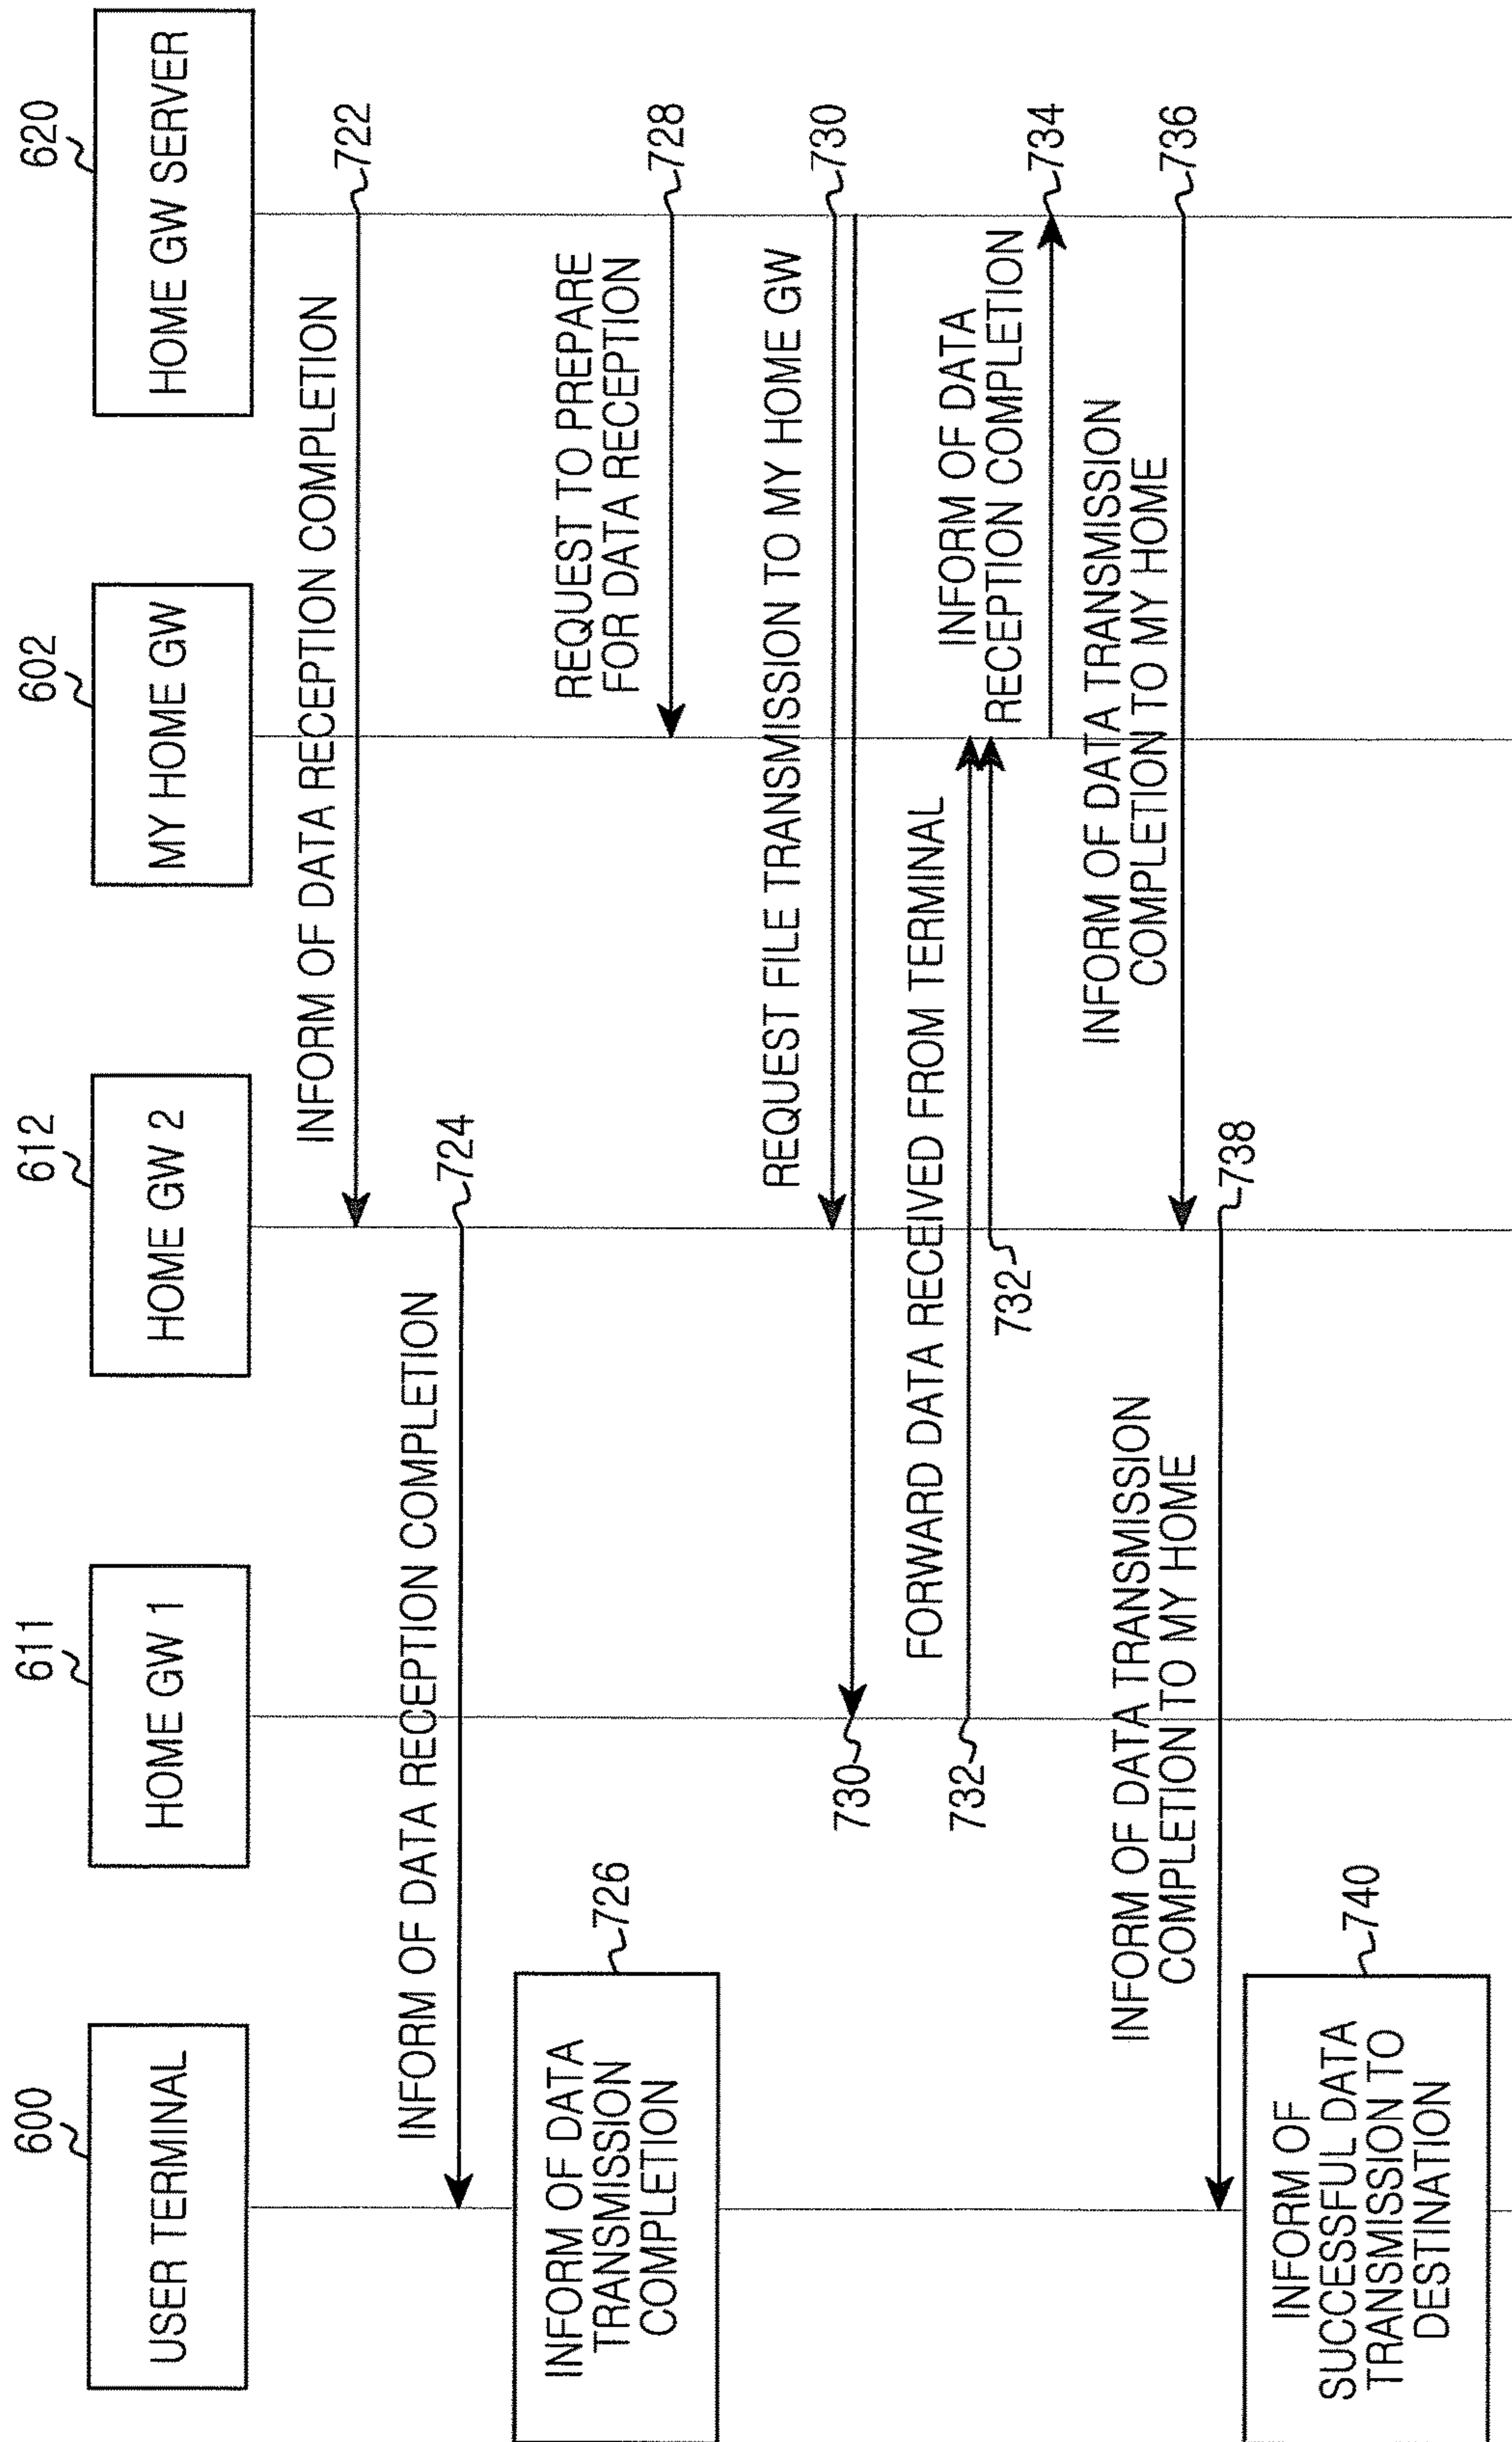 600
USER TERMINAL
611
HOME GW 1
612
HOME GW 2
602
MY HOME GW
620
HOME GW SERVER
INFORM OF DATA RECEPTION COMPLETION
722
INFORM OF DATA RECEPTION COMPLETION
724
INFORM OF DATA
TRANSMISSION
COMPLETION
726
REQUEST TO PREPARE
FOR DATA RECEPTION
728
REQUEST FILE TRANSMISSION TO MY HOME GW
730
730
FORWARD DATA RECEIVED FROM TERMINAL
732
732
INFORM OF DATA
RECEPTION COMPLETION
734
INFORM OF DATA TRANSMISSION
COMPLETION TO MY HOME
736
INFORM OF DATA TRANSMISSION
COMPLETION TO MY HOME
738
INFORM OF
SUCCESSFUL DATA
TRANSMISSION TO
DESTINATION
740